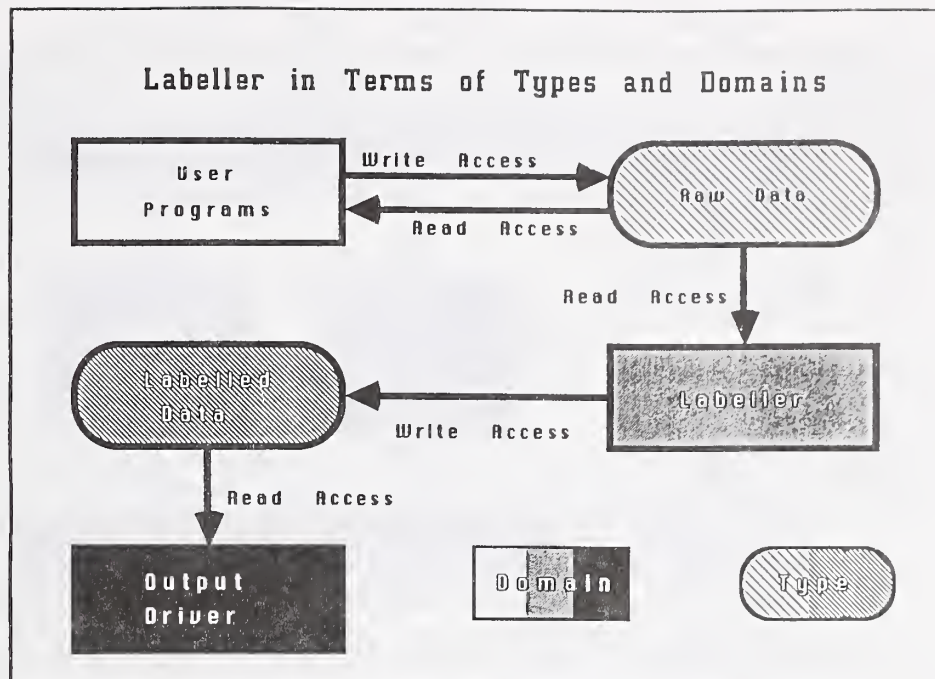 Labeller in Terms of Types and Domains
User
Programs
Write Access
Read Access
Raw Data
Read Access
Labelled
Data
Write Access
Labeller
Read Access
Output
Driver
Domain
Type